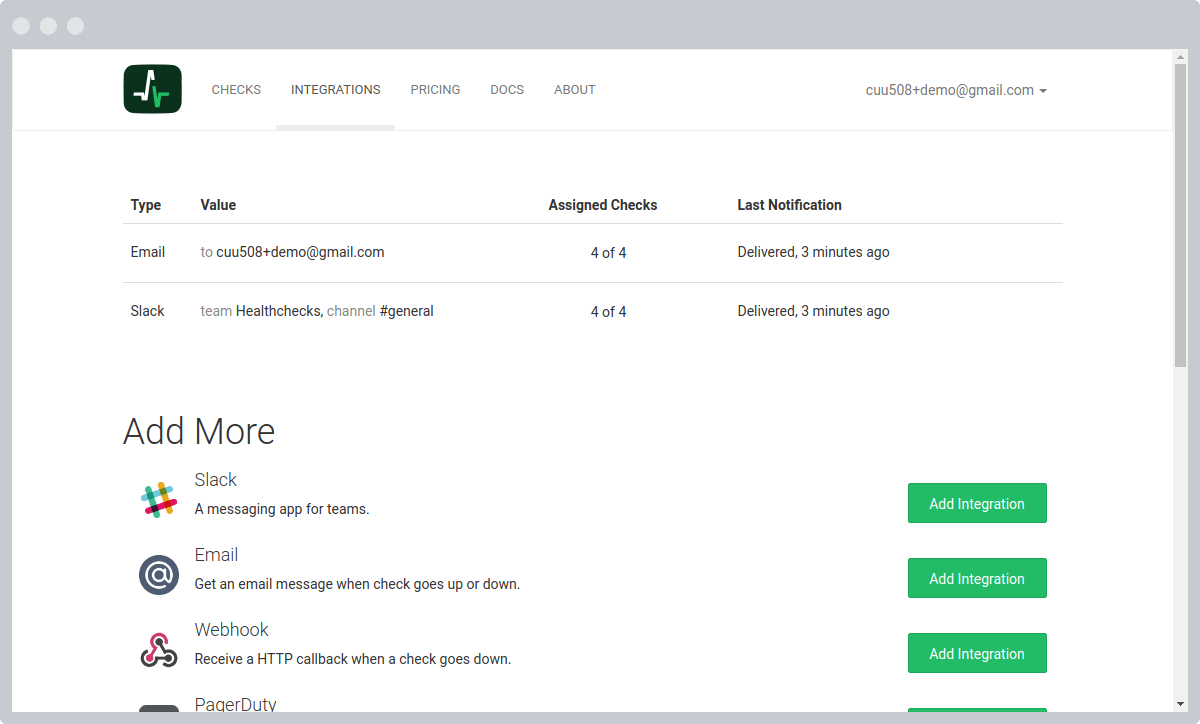 CHECKS INTEGRATIONS PRICING DOCS ABOUT cuu508+demo@gmail.com
Type Value Assigned Checks Last Notification
Email to cuu508+demo@gmail.com 4 of 4 Delivered, 3 minutes ago
Slack team Healthchecks, channel #general 4 of 4 Delivered, 3 minutes ago
Add More
Slack
A messaging app for teams.
Add Integration
Email
Get an email message when check goes up or down.
Add Integration
Webhook
Receive a HTTP callback when a check goes down.
Add Integration
PagerDuty